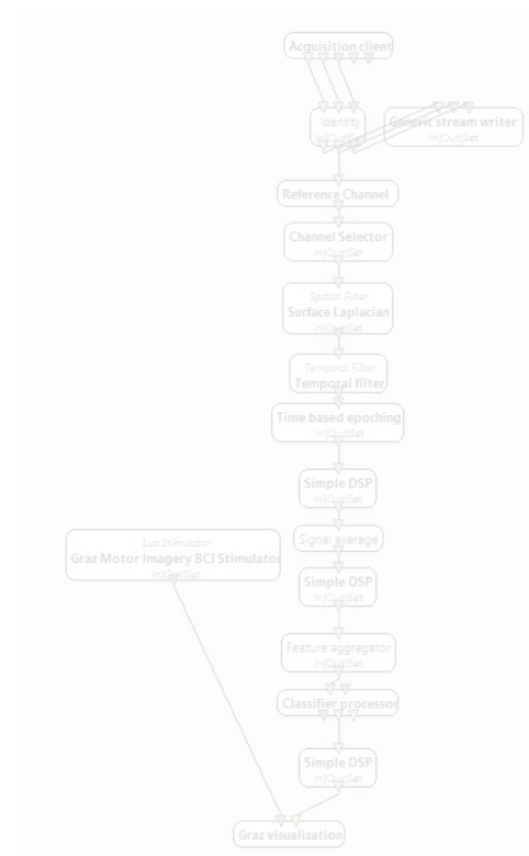 Acquisition client
Identity
In|Out|Set
Generic stream writer
In|Out|Set
Reference Channel
Channel Selector
In|Out|Set
Spatial Filter
Surface Laplacian
In|Out|Set
Temporal Filter
Temporal filter
Time based epoching
In|Out|Set
Simple DSP
In|Out|Set
Signal average
Lua Stimulator
Graz Motor Imagery BCI Stimulator
In|Out|Set
Simple DSP
In|Out|Set
Feature aggregator
In|Out|Set
Classifier processor
Simple DSP
In|Out|Set
Graz visualization